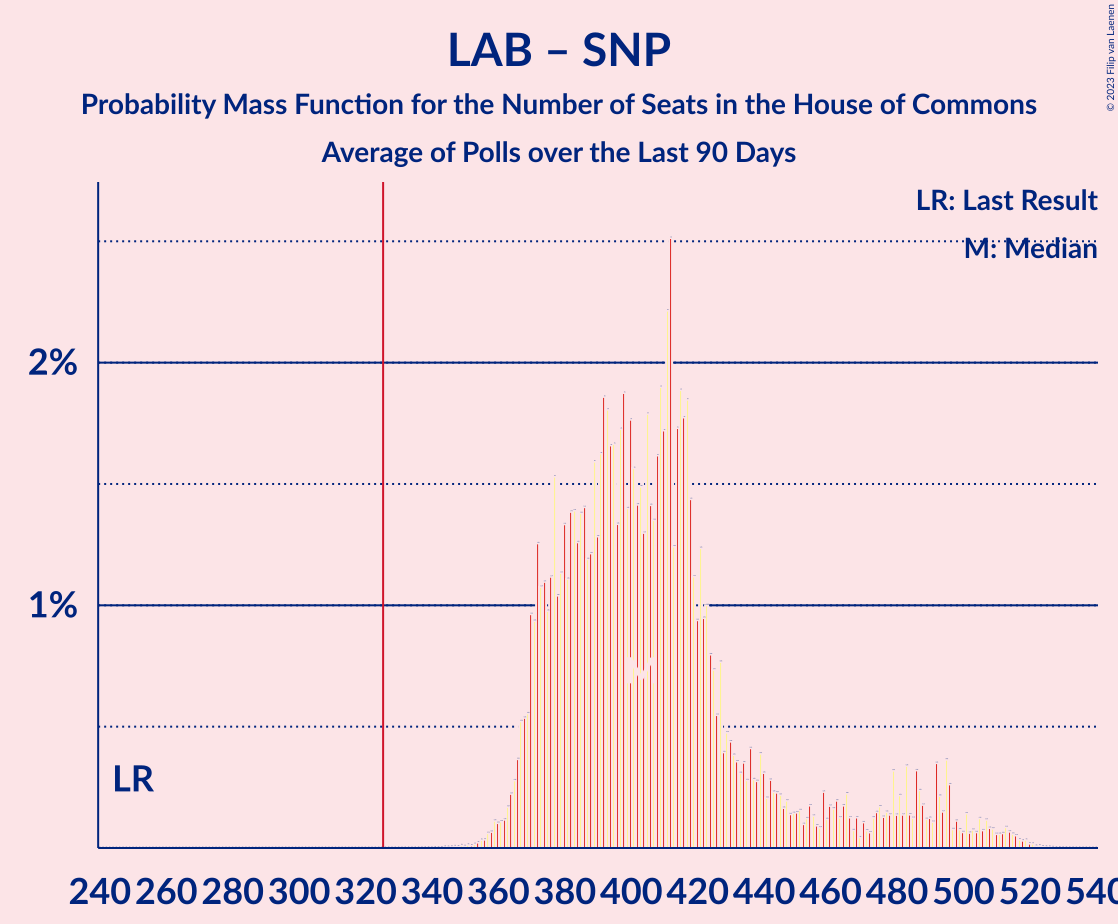 LAB – SNP
Probability Mass Function for the Number of Seats in the House of Commons
Average of Polls over the Last 90 Days
© 2023 Filip van Laenen
LR: Last Result
M: Median
2%
1%
M
LR
240 260 280 300 320 340 360 380 400 420 440 460 480 500 520 540